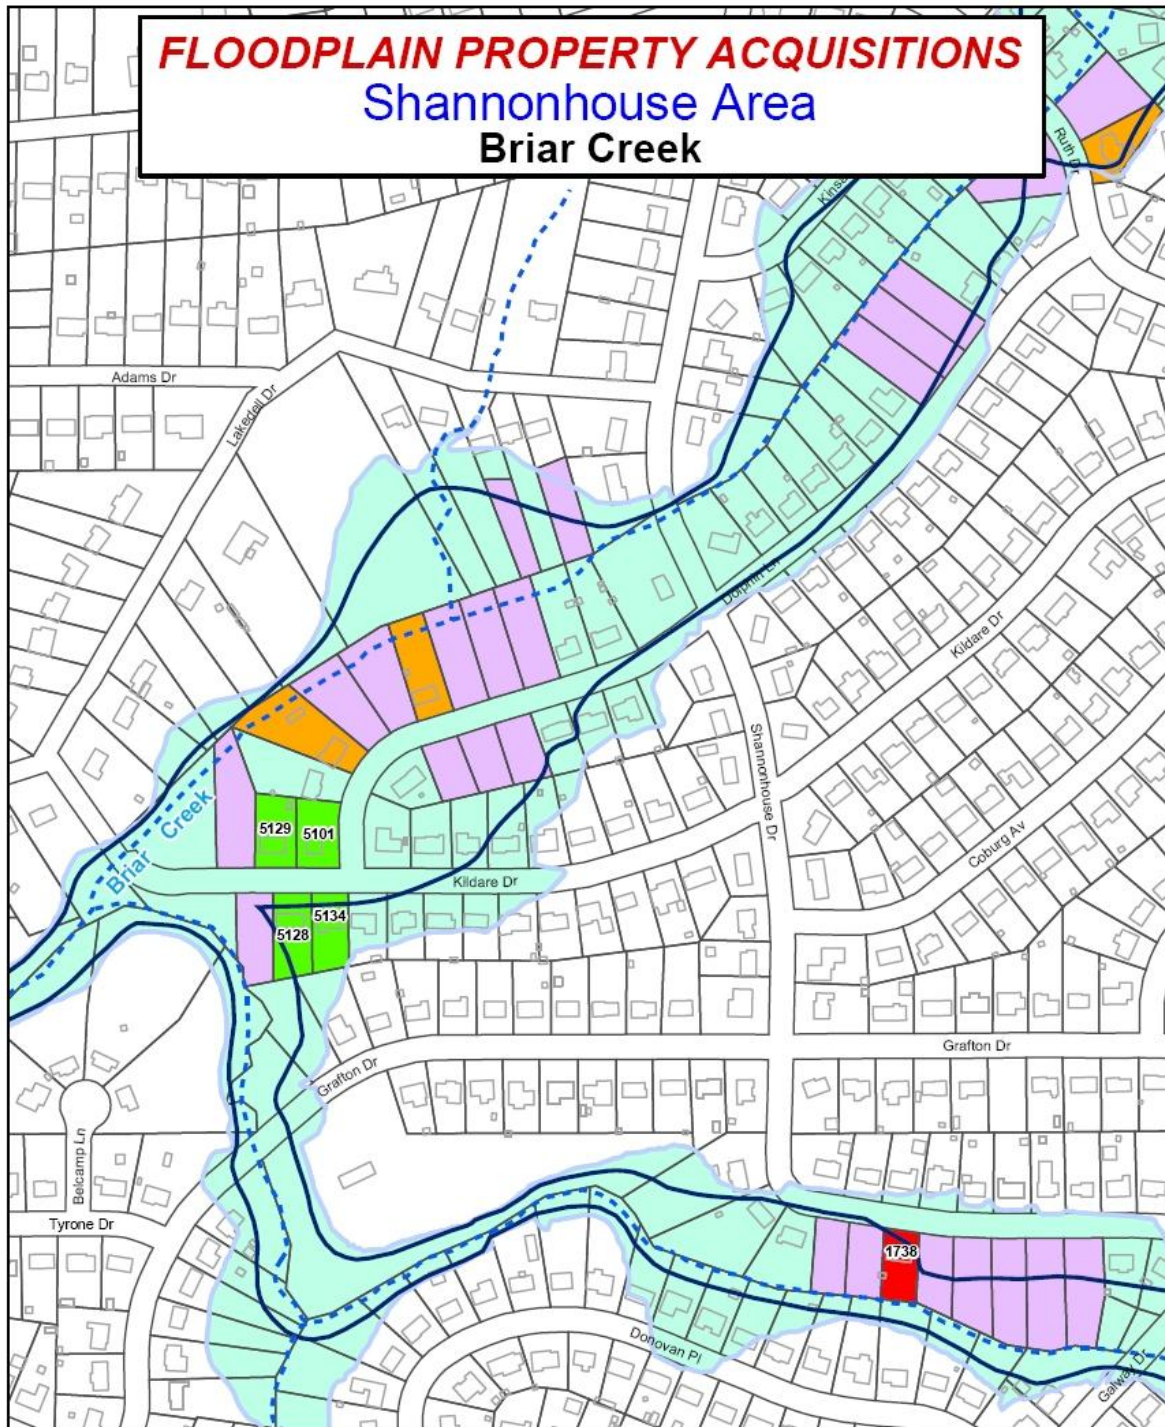 FLOODPLAIN PROPERTY ACQUISITIONS
Shannonhouse Area
Briar Creek
Ruth Dr
Adams Dr
Lakedell Dr
Dolphin Ln
Kildare Dr
Shannonhouse Dr
Coburg Av
Briar Creek
5129
5101
Kildare Dr
5134
5128
Grafton Dr
Grafton Dr
Belcamp Ln
Tyrone Dr
1738
Donovan Pl
Galway Dr